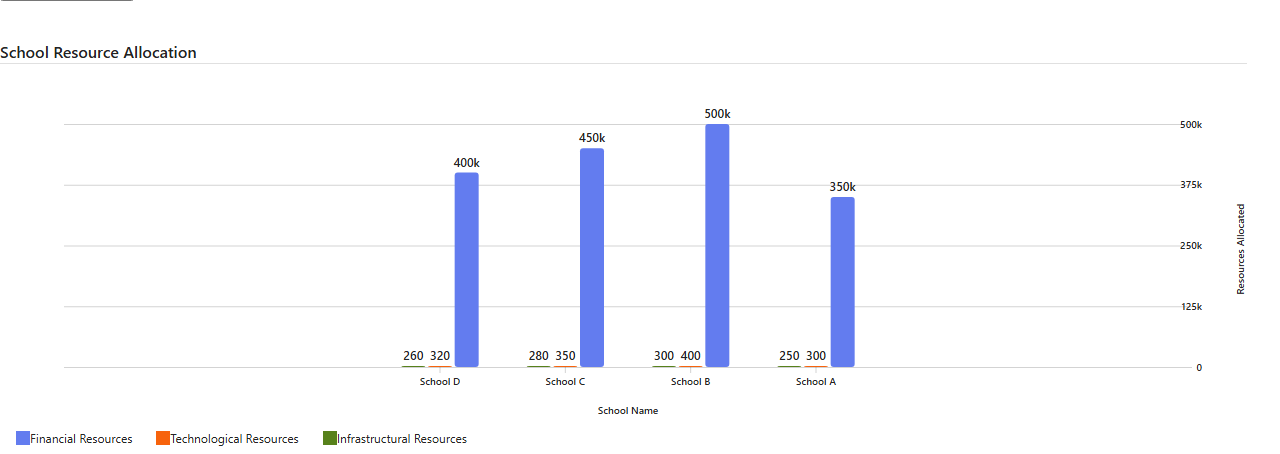 School Resource Allocation
500k
450k
400k
350k
260 320 280 350 300 400 250 300
500k
375k
250k
125k
0
Resources Allocated
School D School C School B School A
School Name
Financial Resources Technological Resources Infrastructural Resources